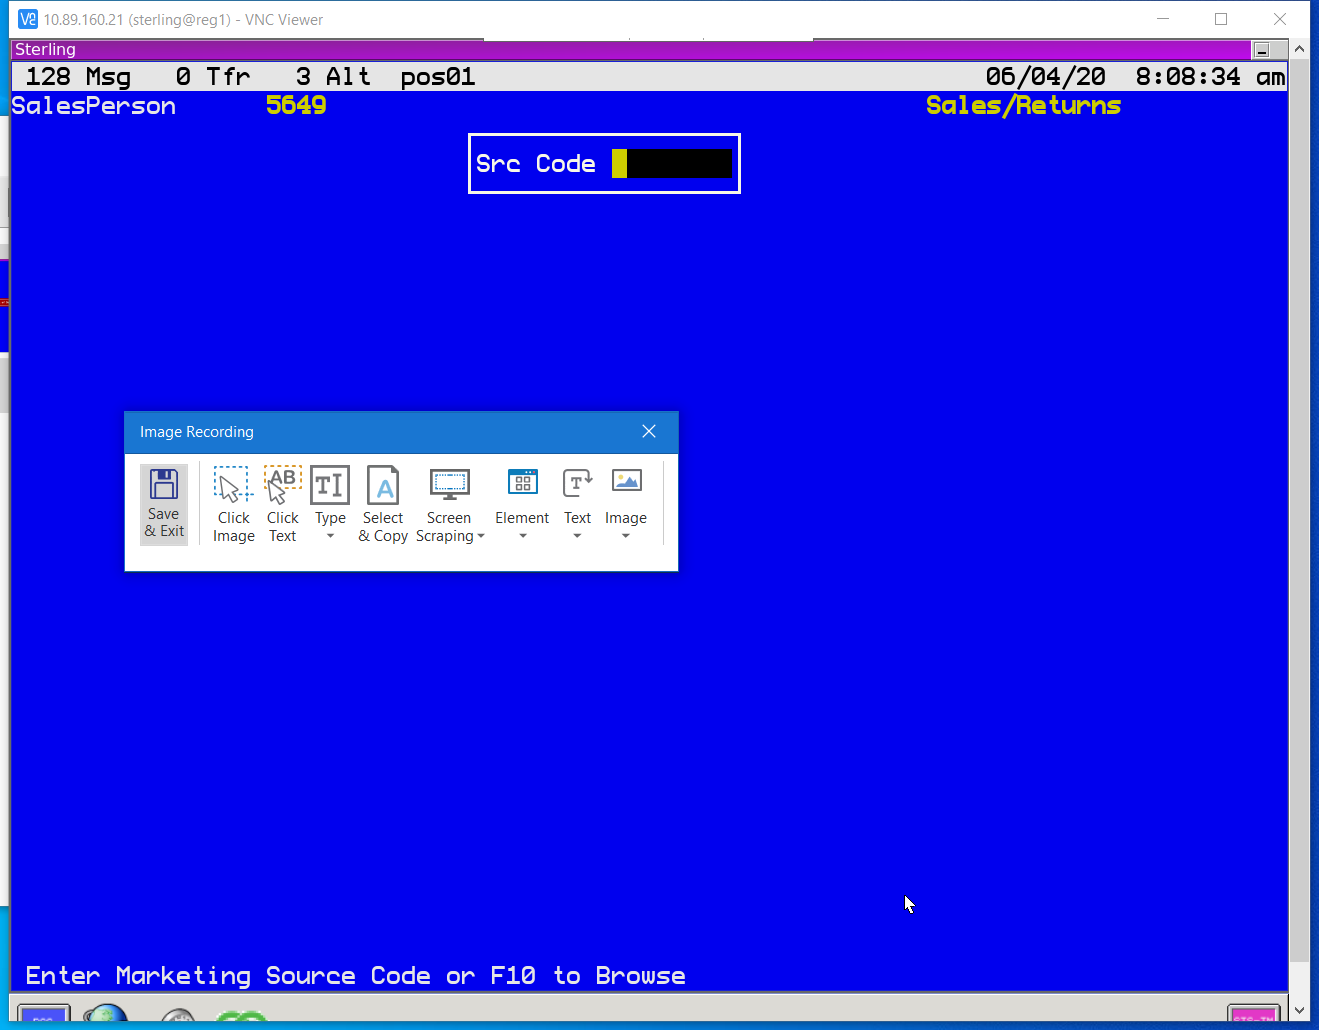 10.89.160.21 (sterling@reg1) - VNC Viewer
Sterling
128 Msg 0 Tfr 3 Alt pos01 06/04/20 8:08:34 am
SalesPerson 5649 Sales/Returns
Src Code
Image Recording
Save & Exit
Click Image
Click Text
Type
Select & Copy
Screen Scraping
Element
Text
Image
Enter Marketing Source Code or F10 to Browse